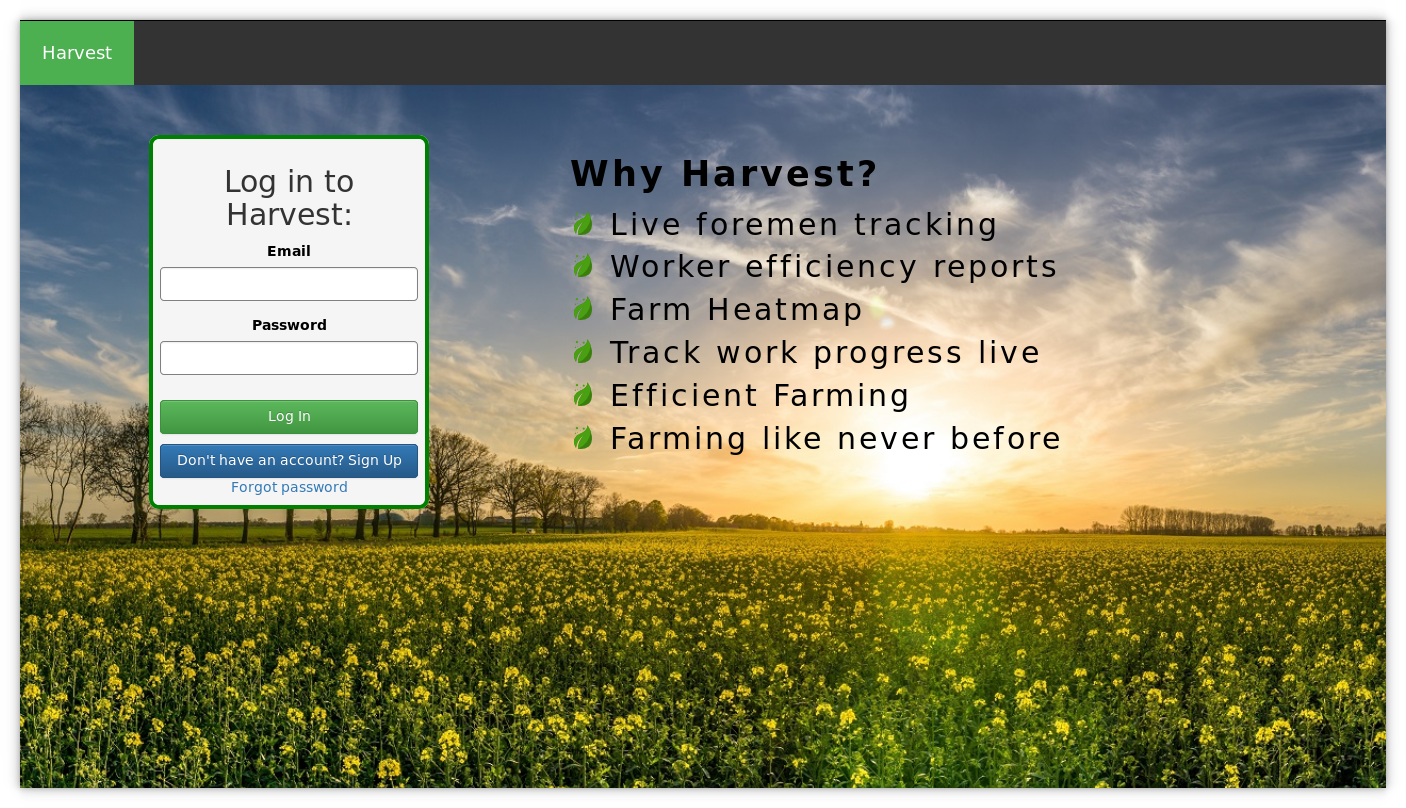 Harvest
Log in to
Harvest:
Email
Password
Log In
Don't have an account? Sign Up
Forgot password
Why Harvest?
Live foremen tracking
Worker efficiency reports
Farm Heatmap
Track work progress live
Efficient Farming
Farming like never before